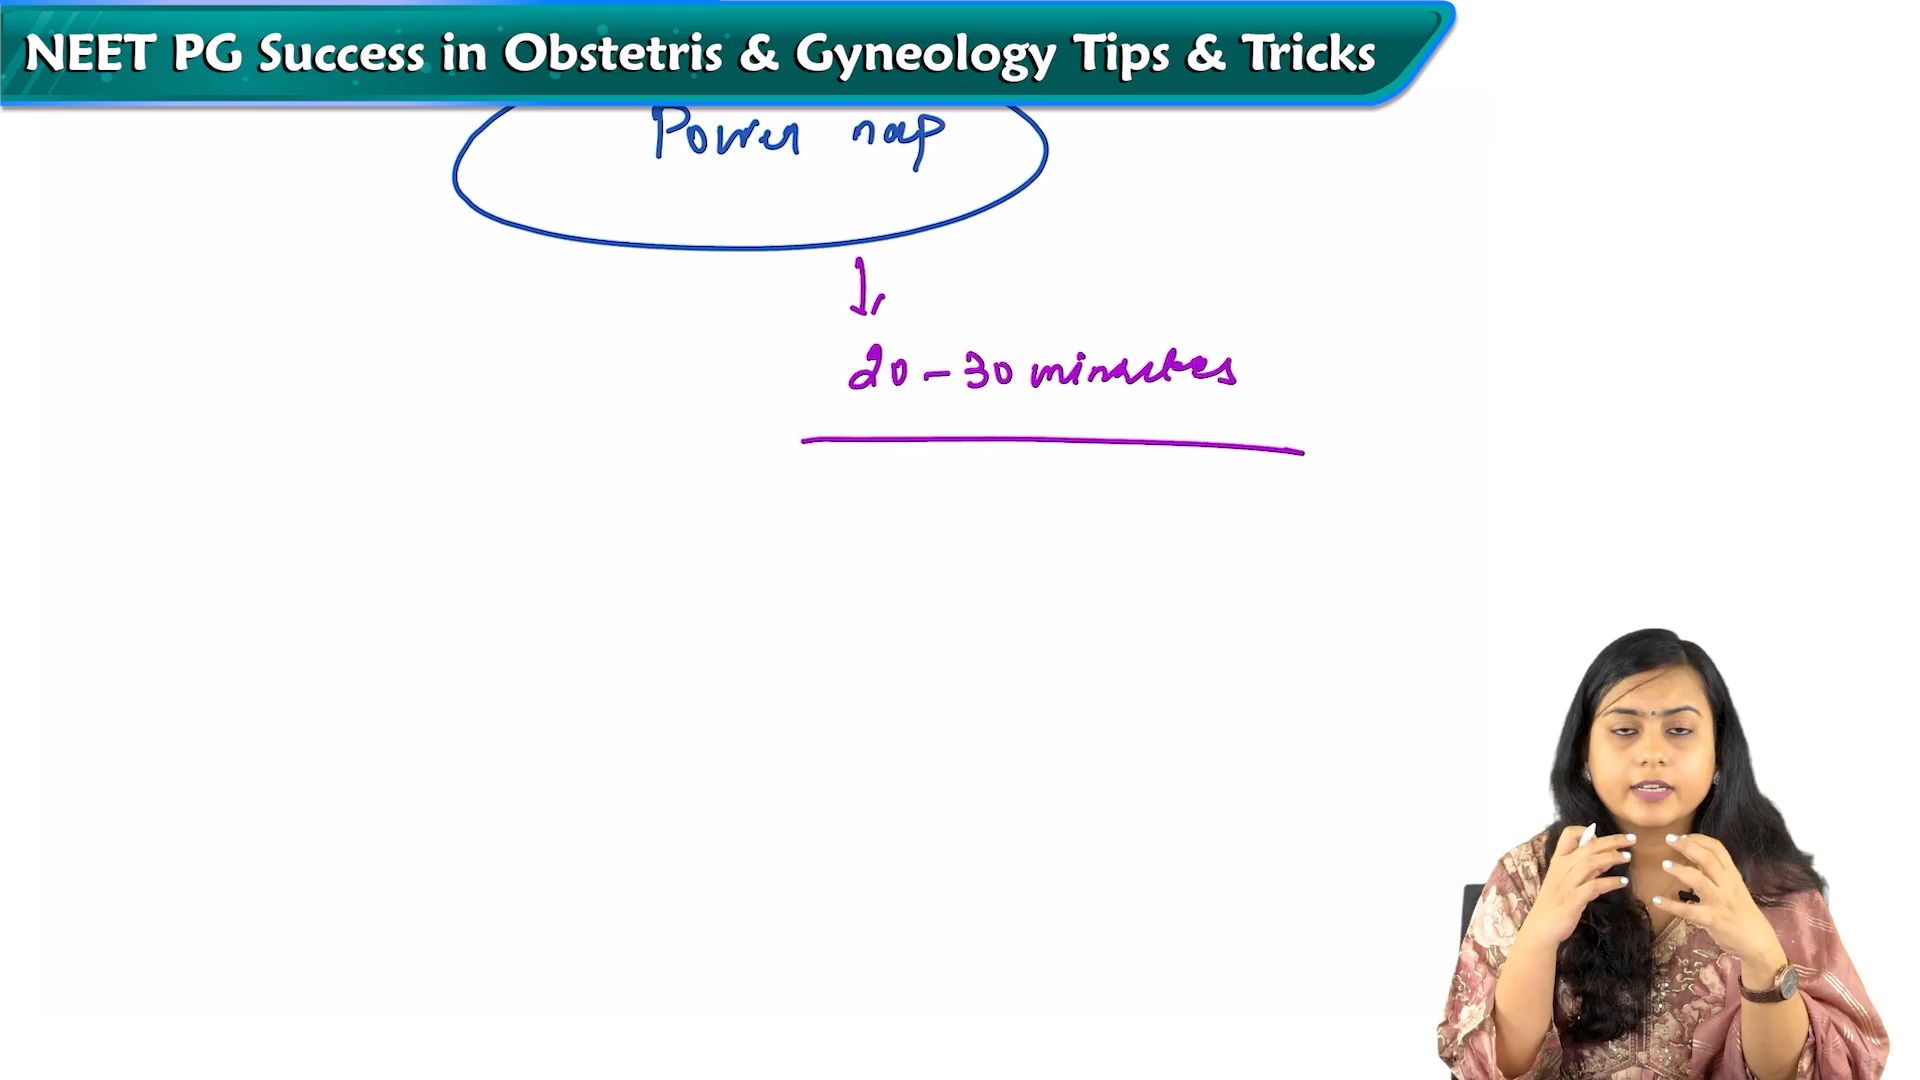 NEET PG Success in Obstetris & Gyneology Tips & Tricks
Power nap
20-30 minutes